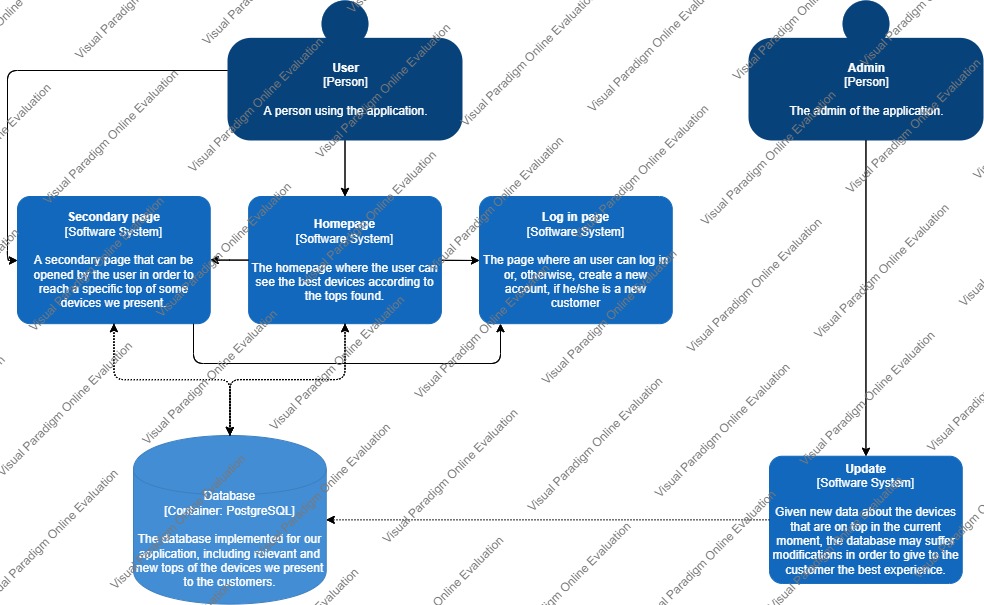 User
[Person]
A person using the application.
Admin
[Person]
The admin of the application.
Secondary page
[Software System]
A secondary page that can be
opened by the user in order to
reach a specific top of some
devices we present.
Homepage
[Software System]
The homepage where the user can
see the best devices according to
the tops found.
Log in page
[Software System]
The page where an user can log in
or, otherwise, create a new
account, if he/she is a new
customer
Database
[Container: PostgreSQL]
The database implemented for our
application, including relevant and
new tops of the devices we present
to the customers.
Update
[Software System]
Given new data about the devices
that are on top in the current
moment, the database may suffer
modifications in order to give to the
customer the best experience.
Visual Paradigm Online Evaluation